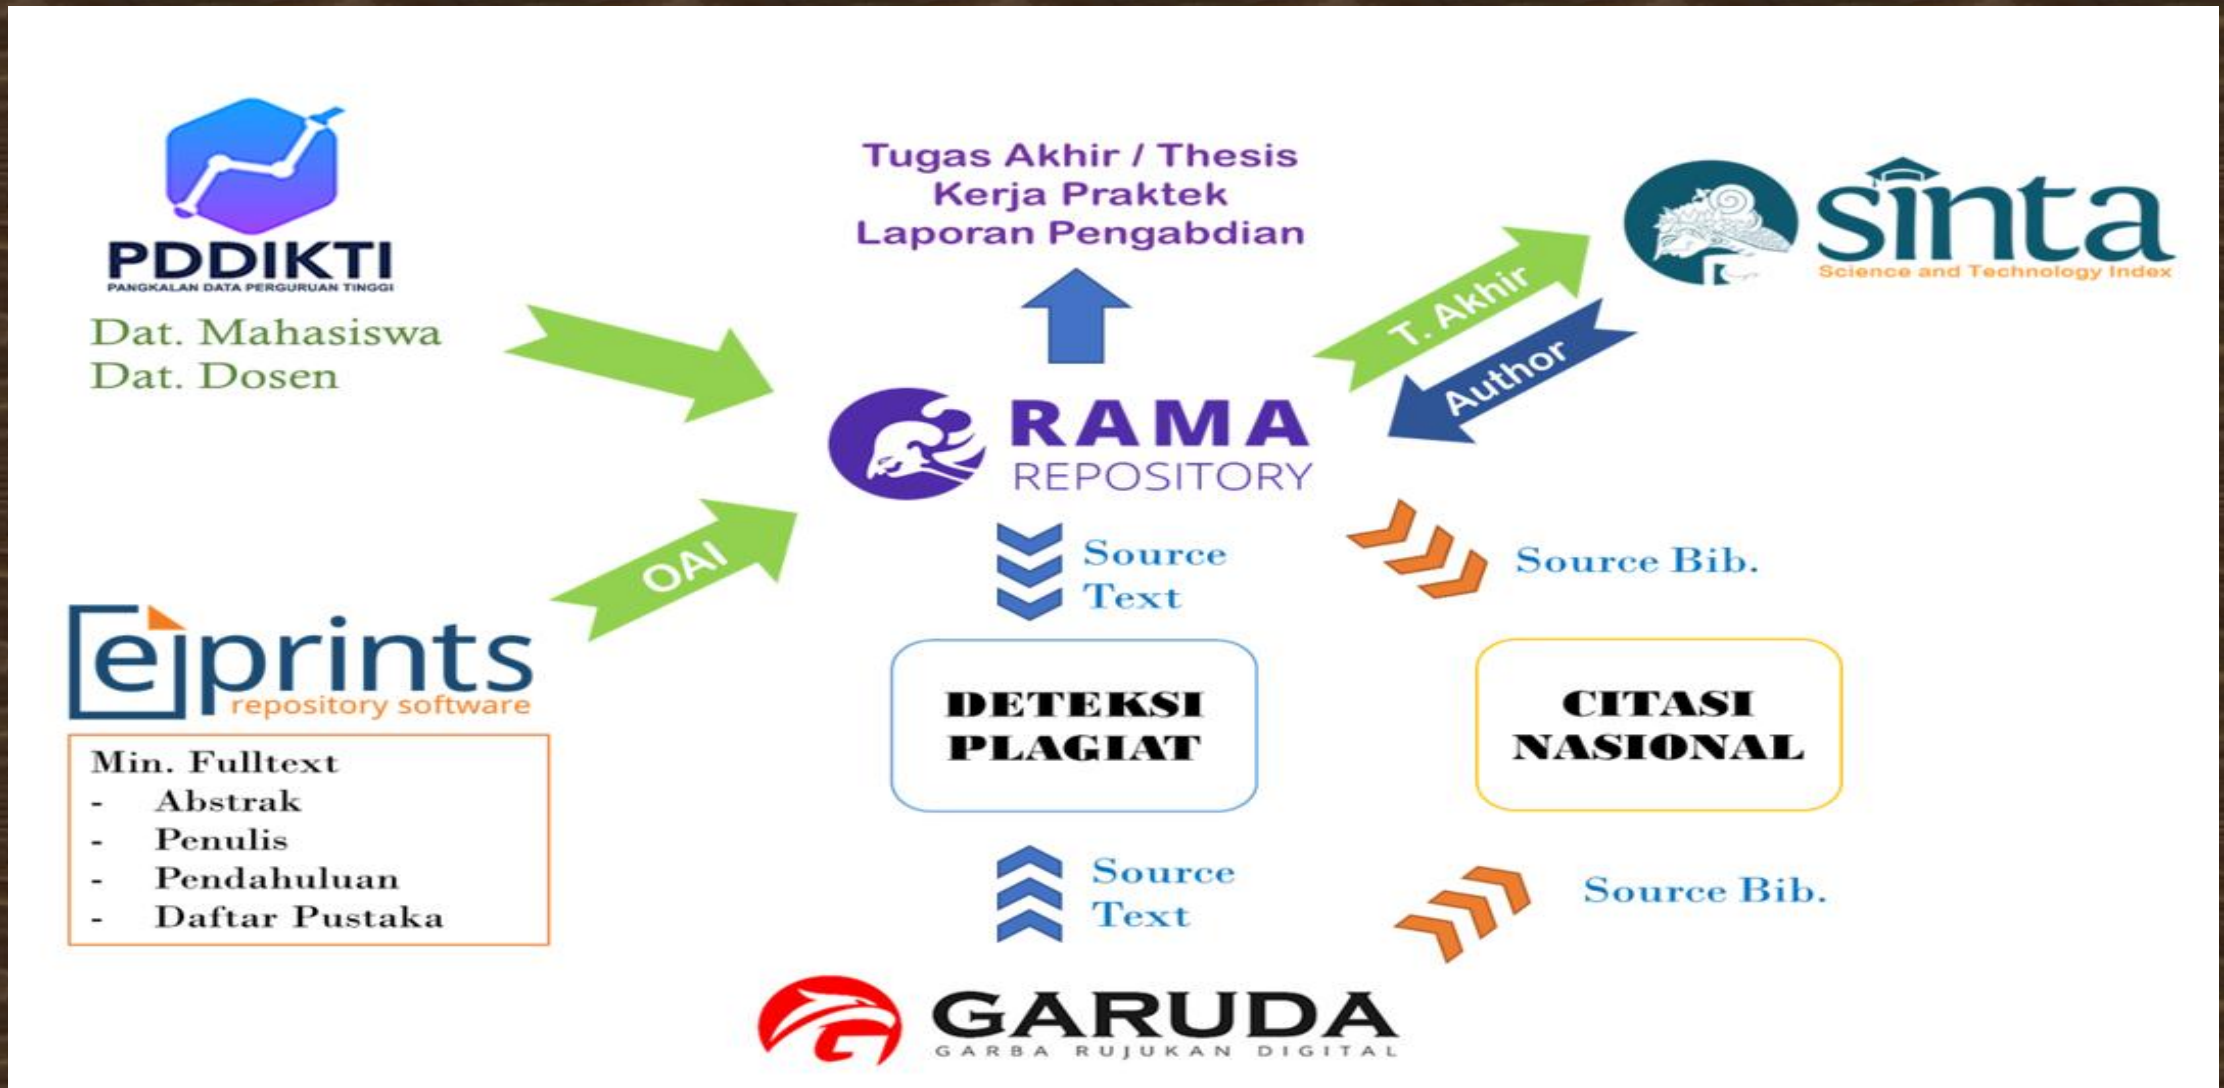 PDDIKTI
PANGKALAN DATA PERGURUAN TINGGI
Dat. Mahasiswa
Dat. Dosen
Tugas Akhir / Thesis
Kerja Praktek
Laporan Pengabdian
sinta
Science and Technology Index
T. Akhir
Author
RAMA
REPOSITORY
OAI
eprints
repository software
Min. Fulltext
- Abstrak
- Penulis
- Pendahuluan
- Daftar Pustaka
Source
Text
Source Bib.
DETEKSI
PLAGIAT
CITASI
NASIONAL
Source
Text
Source Bib.
GARUDA
GARBA RUJUKAN DIGITAL